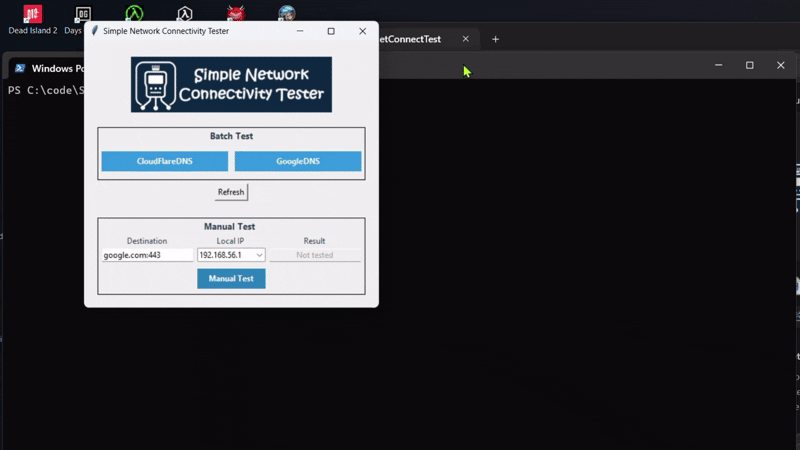 Dead Island 2
Days
Simple Network Connectivity Tester
etConnectTest
Windows Po
PS C:\code\S
Simple Network
Connectivity Tester
Batch Test
CloudFlareDNS
GoogleDNS
Refresh
Manual Test
Destination
Local IP
Result
google.com:443
192.168.56.1
Not tested
Manual Test